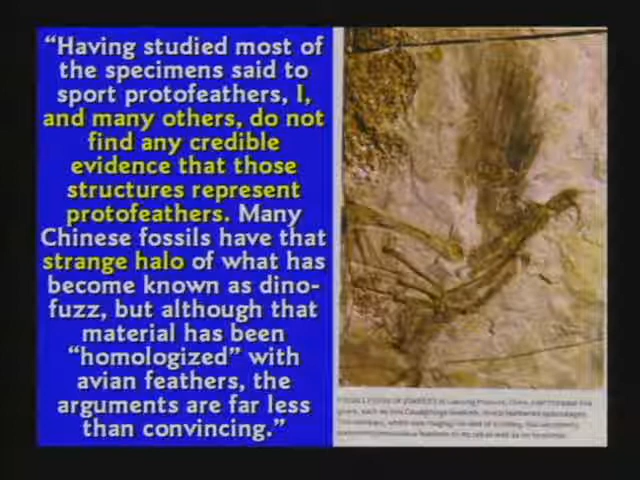 “Having studied most of
the specimens said to
sport protofeathers, I,
and many others, do not
find any credible
evidence that those
structures represent
protofeathers. Many
Chinese fossils have that
strange halo of what has
become known as dino-
fuzz, but although that
material has been
“homologized” with
avian feathers, the
arguments are far less
than convincing.”